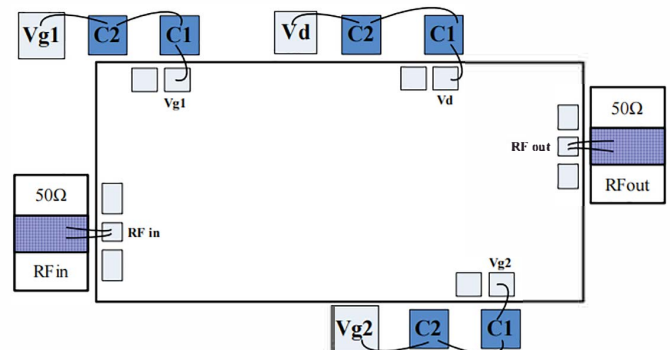 Vg1 C2 C1 Vd C2 C1
Vg1 Vd
50Ω
RF out
RFout
50Ω
RF in
RFin
Vg2
Vg2 C2 C1